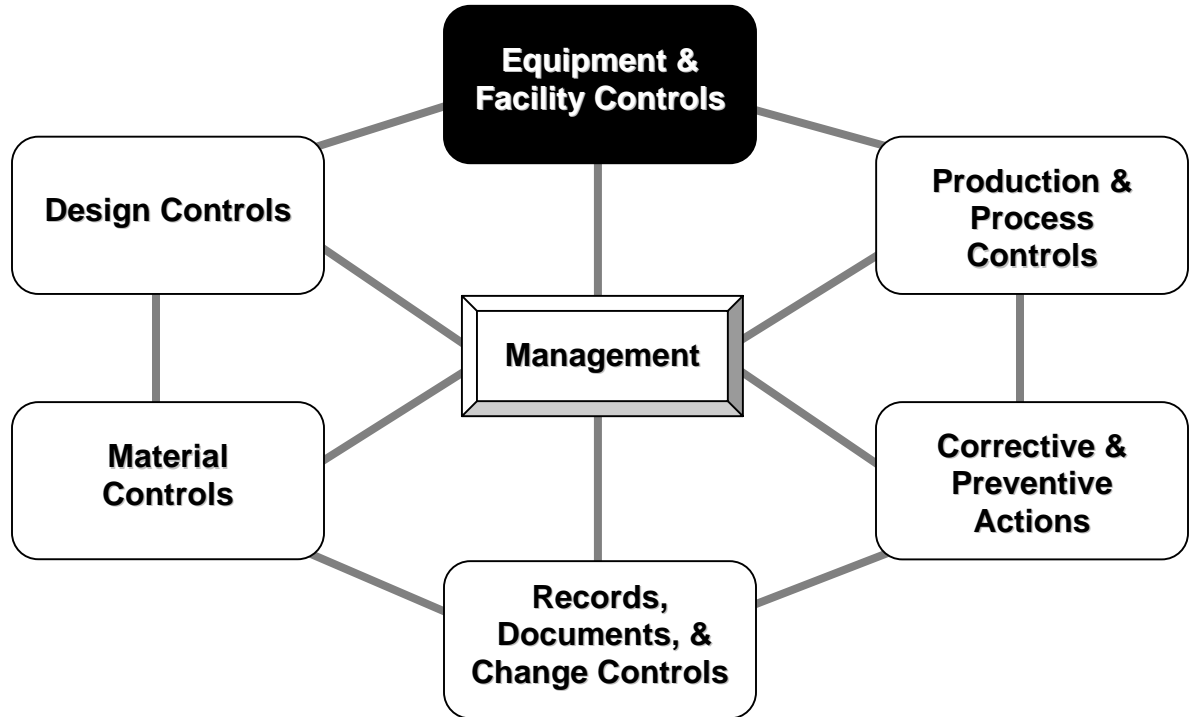 Equipment &
Facility Controls
Design Controls
Production &
Process
Controls
Management
Material
Controls
Corrective &
Preventive
Actions
Records,
Documents, &
Change Controls